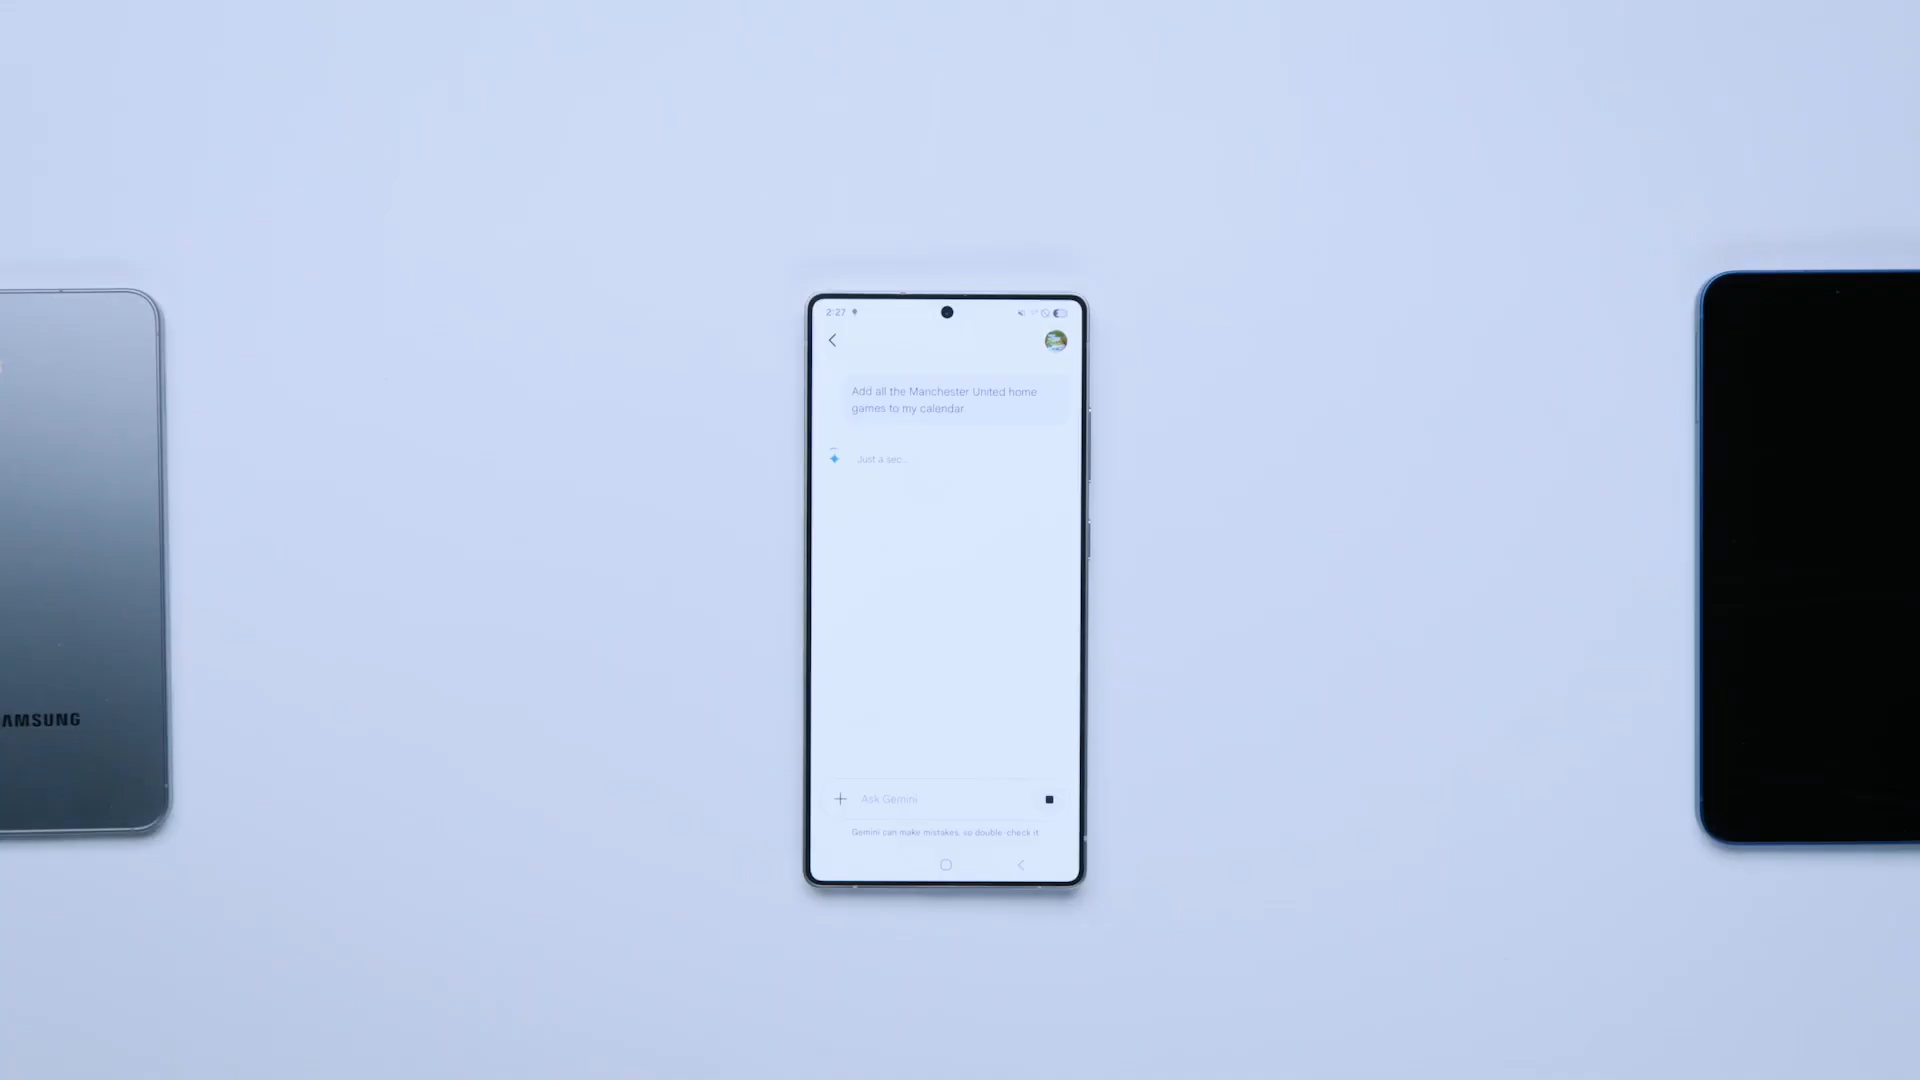 2:27
Add all the Manchester United home
games to my calendar
Just a sec...
AMSUNG
Ask Gemini
Gemini can make mistakes, so double-check it